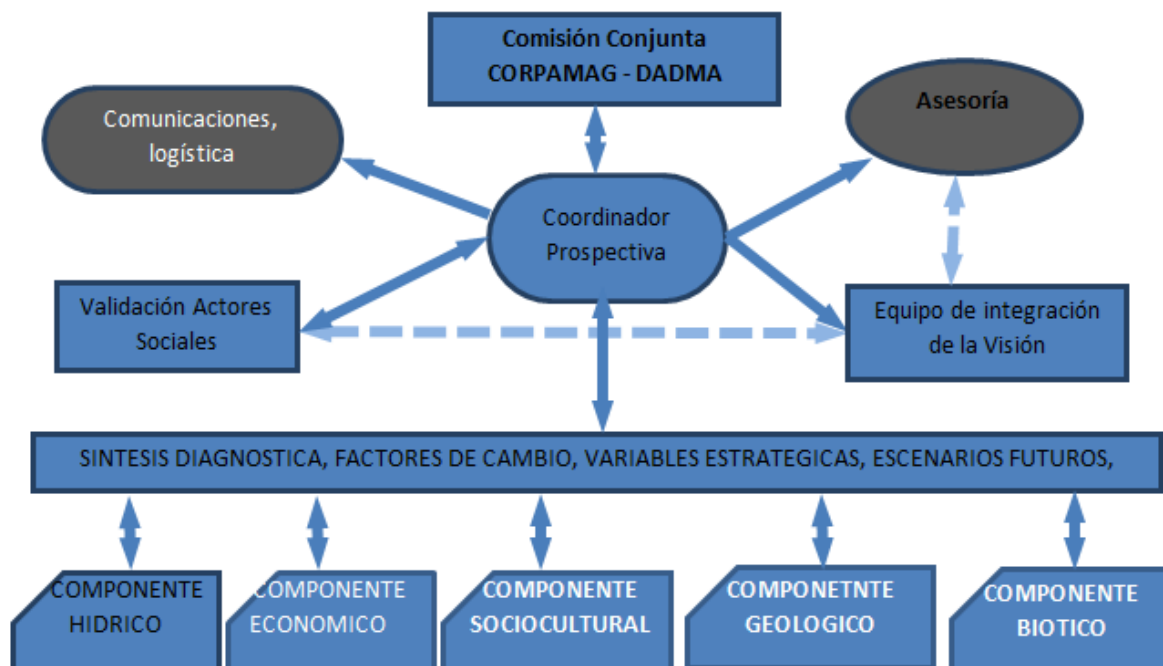 Comisión Conjunta
CORPAMAG - DADMA
Comunicaciones,
logística
Asesoría
Coordinador
Prospectiva
Validación Actores
Sociales
Equipo de integración
de la Visión
SINTESIS DIAGNOSTICA, FACTORES DE CAMBIO, VARIABLES ESTRATEGICAS, ESCENARIOS FUTUROS,
COMPONENTE
HIDRICO
COMPONENTE
ECONOMICO
COMPONENTE
SOCIOCULTURAL
COMPONETNTE
GEOLOGICO
COMPONENTE
BIOTICO